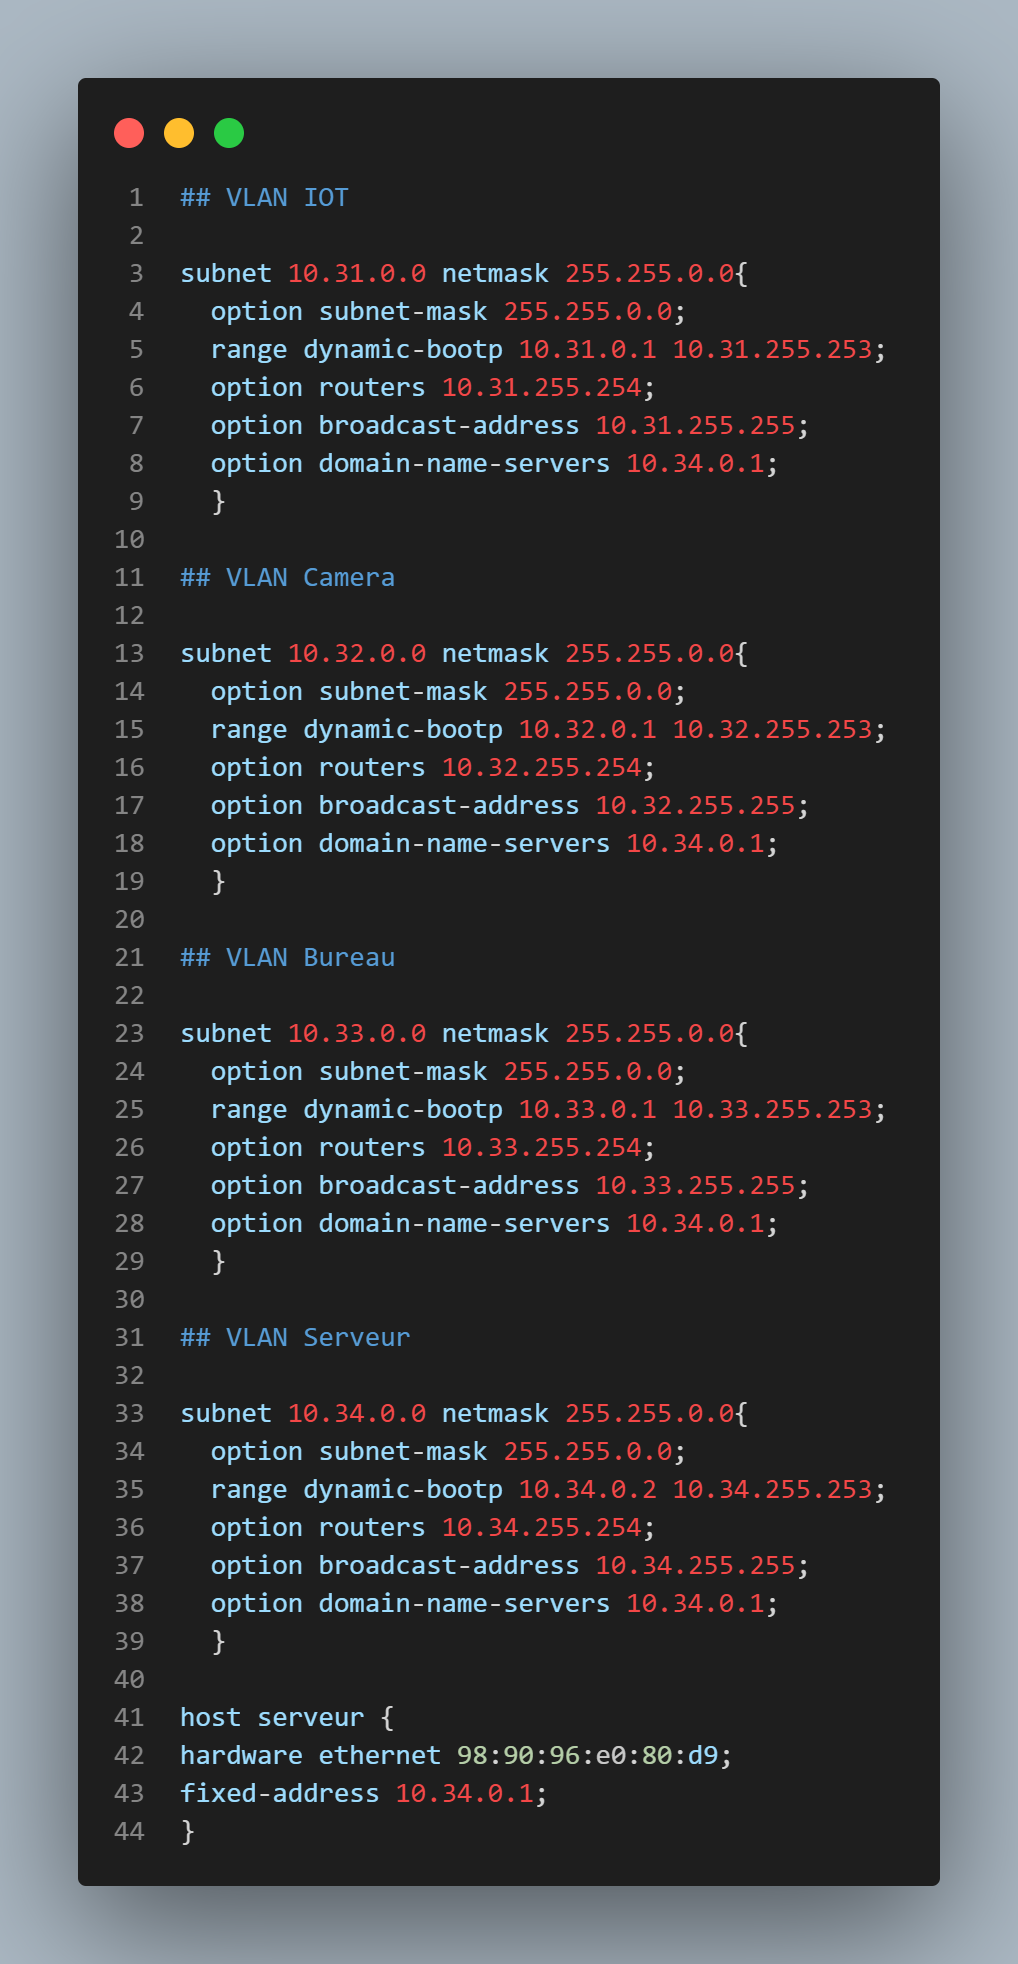 1 ## VLAN IOT
2
3 subnet 10.31.0.0 netmask 255.255.0.0{
4   option subnet-mask 255.255.0.0;
5   range dynamic-bootp 10.31.0.1 10.31.255.253;
6   option routers 10.31.255.254;
7   option broadcast-address 10.31.255.255;
8   option domain-name-servers 10.34.0.1;
9   }
10
11 ## VLAN Camera
12
13 subnet 10.32.0.0 netmask 255.255.0.0{
14   option subnet-mask 255.255.0.0;
15   range dynamic-bootp 10.32.0.1 10.32.255.253;
16   option routers 10.32.255.254;
17   option broadcast-address 10.32.255.255;
18   option domain-name-servers 10.34.0.1;
19   }
20
21 ## VLAN Bureau
22
23 subnet 10.33.0.0 netmask 255.255.0.0{
24   option subnet-mask 255.255.0.0;
25   range dynamic-bootp 10.33.0.1 10.33.255.253;
26   option routers 10.33.255.254;
27   option broadcast-address 10.33.255.255;
28   option domain-name-servers 10.34.0.1;
29   }
30
31 ## VLAN Serveur
32
33 subnet 10.34.0.0 netmask 255.255.0.0{
34   option subnet-mask 255.255.0.0;
35   range dynamic-bootp 10.34.0.2 10.34.255.253;
36   option routers 10.34.255.254;
37   option broadcast-address 10.34.255.255;
38   option domain-name-servers 10.34.0.1;
39   }
40
41 host serveur {
42 hardware ethernet 98:90:96:e0:80:d9;
43 fixed-address 10.34.0.1;
44 }